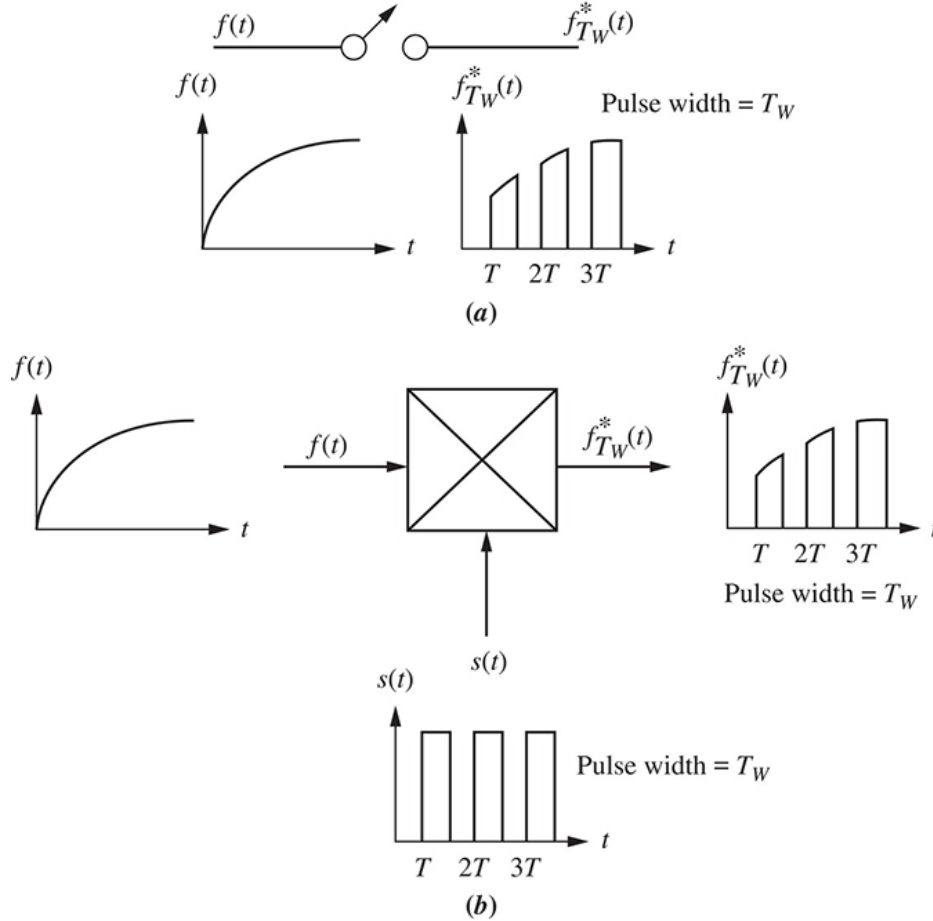 f(t) f*T_W(t)
f(t) f*T_W(t) Pulse width = T_W
t t
T 2T 3T
(a)
f(t) f*T_W(t)
f(t) f*T_W(t)
t t
T 2T 3T
Pulse width = T_W
s(t)
s(t)
Pulse width = T_W
t
T 2T 3T
(b)